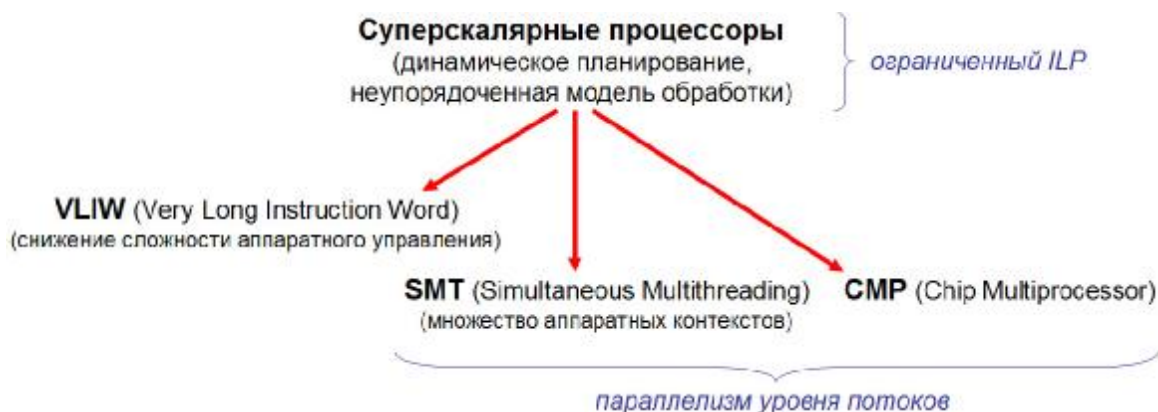 Суперскалярные процессоры
(динамическое планирование,
неупорядоченная модель обработки)
ограниченный ILP
VLIW (Very Long Instruction Word)
(снижение сложности аппаратного управления)
SMT (Simultaneous Multithreading)
(множество аппаратных контекстов)
CMP (Chip Multiprocessor)
параллелизм уровня потоков